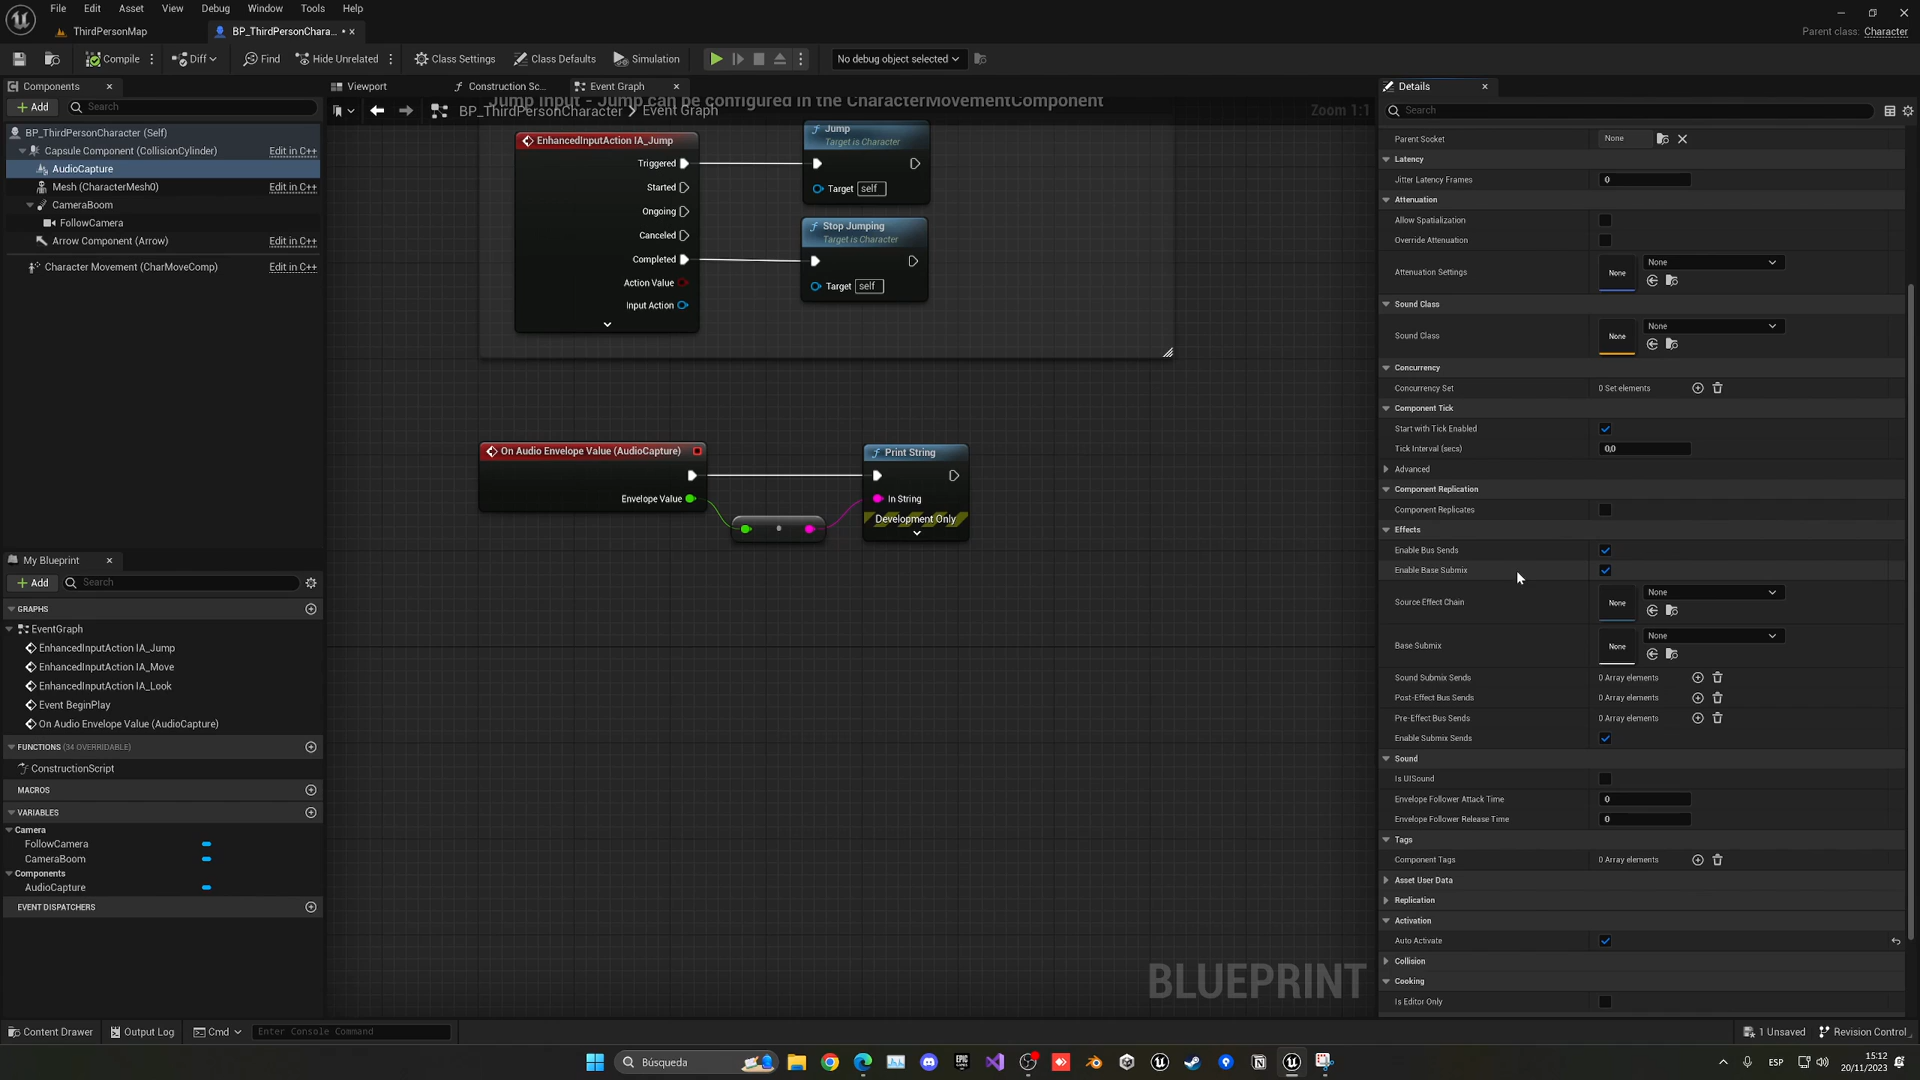 File Edit Asset View Debug Window Tools Help
ThirdPersonMap
BP_ThirdPersonChara... •
Parent class: Character
Compile
Diff
Find
Hide Unrelated
Class Settings
Class Defaults
Simulation
No debug object selected
Components
Add
Search
BP_ThirdPersonCharacter (Self)
Capsule Component (CollisionCylinder) Edit in C++
AudioCapture
Mesh (CharacterMesh0) Edit in C++
CameraBoom
FollowCamera
Arrow Component (Arrow) Edit in C++
Character Movement (CharMoveComp) Edit in C++
My Blueprint
Add
Search
GRAPHS
EventGraph
EnhancedInputAction IA_Jump
EnhancedInputAction IA_Move
EnhancedInputAction IA_Look
Event BeginPlay
On Audio Envelope Value (AudioCapture)
FUNCTIONS (34 OVERRIDABLE)
ConstructionScript
MACROS
VARIABLES
Camera
FollowCamera
CameraBoom
Components
AudioCapture
EVENT DISPATCHERS
Viewport
Construction Sc...
Event Graph
Jump Input - Jump can be configured in the CharacterMovementComponent
BP_ThirdPersonCharacter > Event Graph
Zoom 1:1
EnhancedInputAction IA_Jump
Triggered
Started
Ongoing
Canceled
Completed
Action Value
Input Action
Jump
Target is Character
Target self
Stop Jumping
Target is Character
Target self
On Audio Envelope Value (AudioCapture)
Envelope Value
Print String
In String
Development Only
BLUEPRINT
Details
Search
Parent Socket None
Latency
Jitter Latency Frames 0
Attenuation
Allow Spatialization
Override Attenuation
Attenuation Settings None None
Sound Class
Sound Class None None
Concurrency
Concurrency Set 0 Set elements
Component Tick
Start with Tick Enabled
Tick Interval (secs) 0,0
Advanced
Component Replication
Component Replicates
Effects
Enable Bus Sends
Enable Base Submix
Source Effect Chain None None
Base Submix None None
Sound Submix Sends 0 Array elements
Post-Effect Bus Sends 0 Array elements
Pre-Effect Bus Sends 0 Array elements
Enable Submix Sends
Sound
Is UISound
Envelope Follower Attack Time 0
Envelope Follower Release Time 0
Tags
Component Tags 0 Array elements
Asset User Data
Replication
Activation
Auto Activate
Collision
Cooking
Is Editor Only
Content Drawer
Output Log
Cmd
Enter Console Command
1 Unsaved
Revision Control
Búsqueda
ESP
15:12
20/11/2023